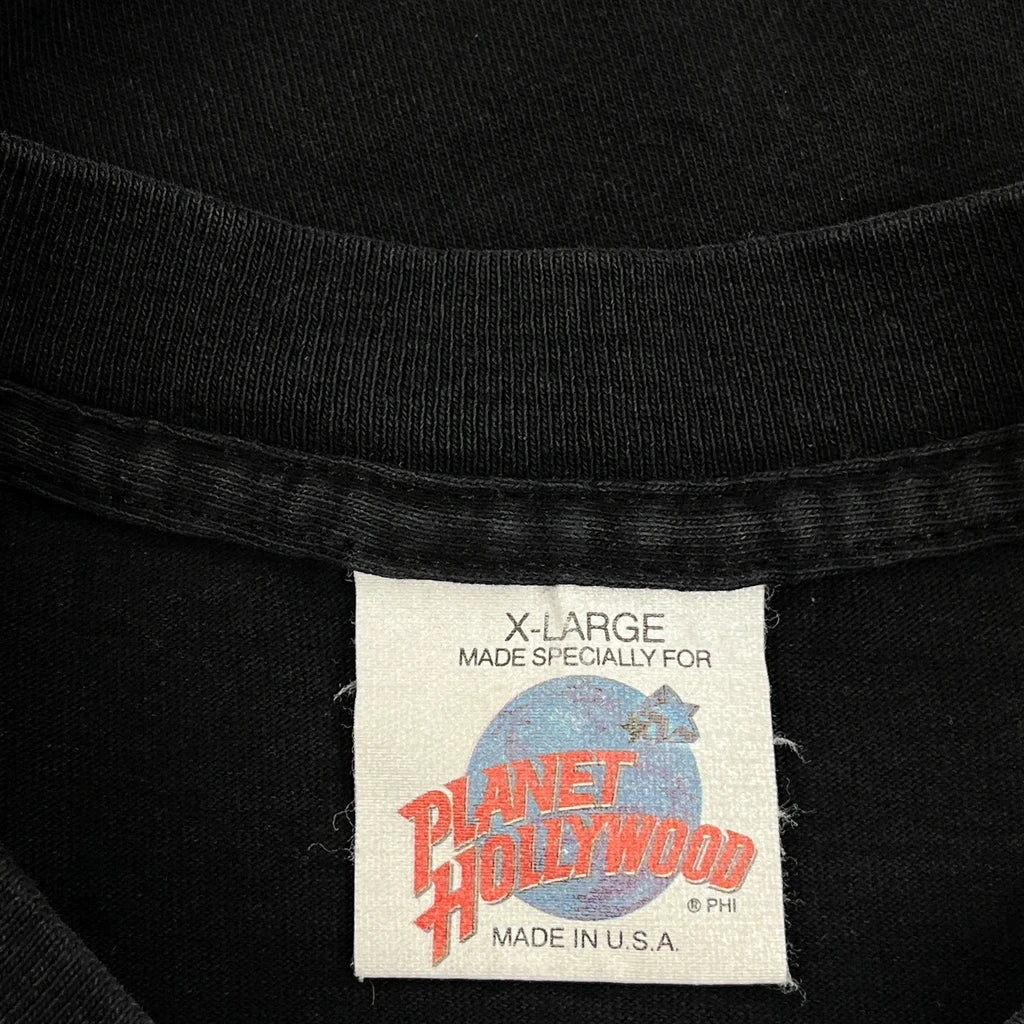 X-LARGE
MADE SPECIALLY FOR
PLANET
HOLLYWOOD
® PHI
MADE IN U.S.A.